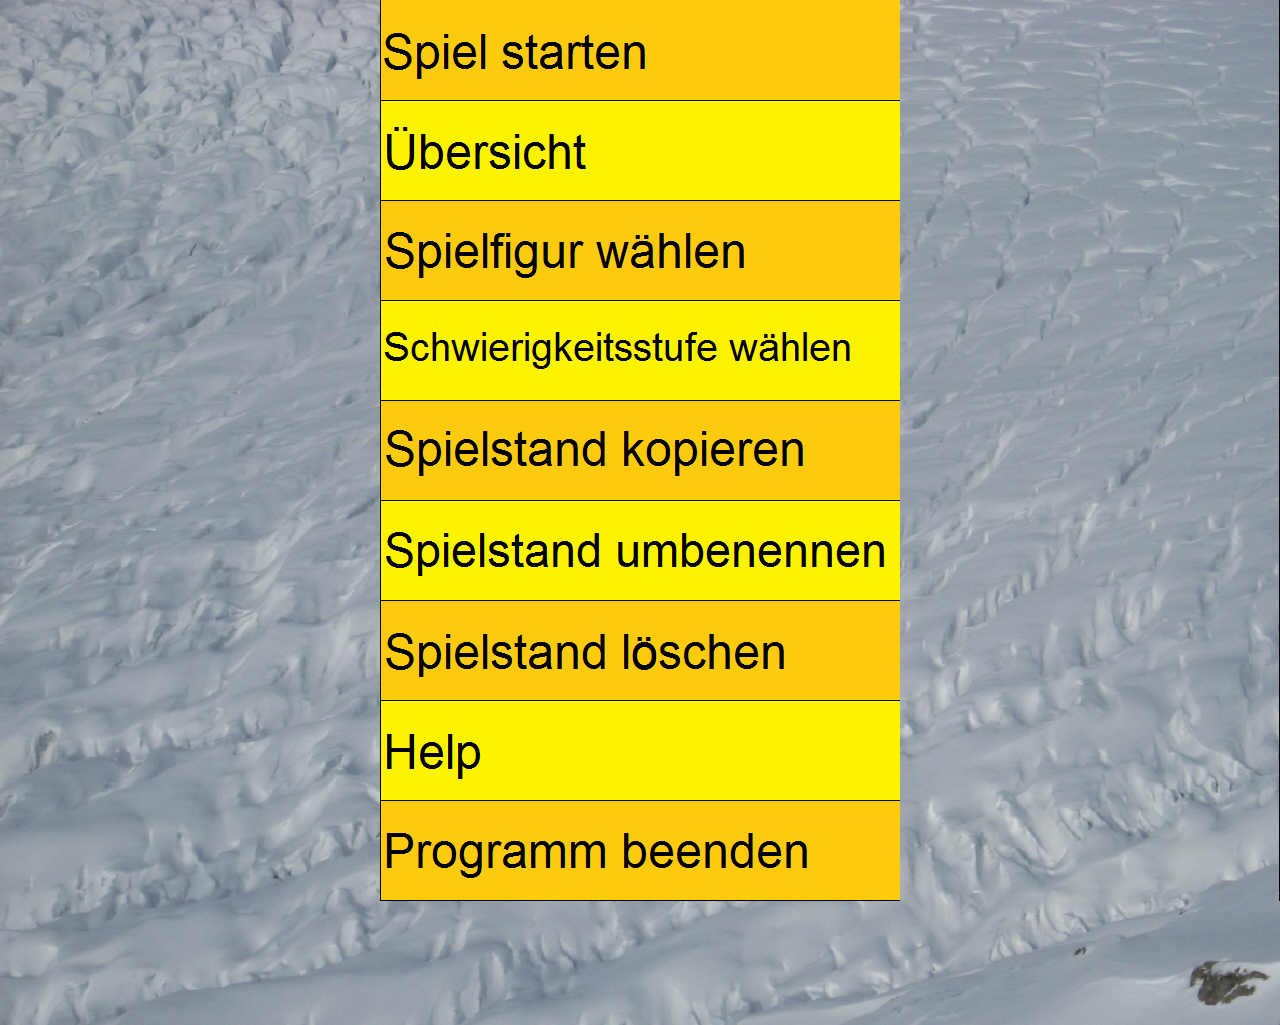 Spiel starten
Übersicht
Spielfigur wählen
Schwierigkeitsstufe wählen
Spielstand kopieren
Spielstand umbenennen
Spielstand löschen
Help
Programm beenden